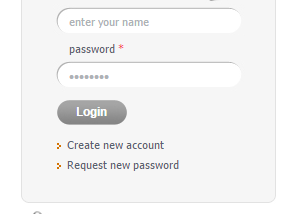 enter your name
password *
••••••••
Login
Create new account
Request new password